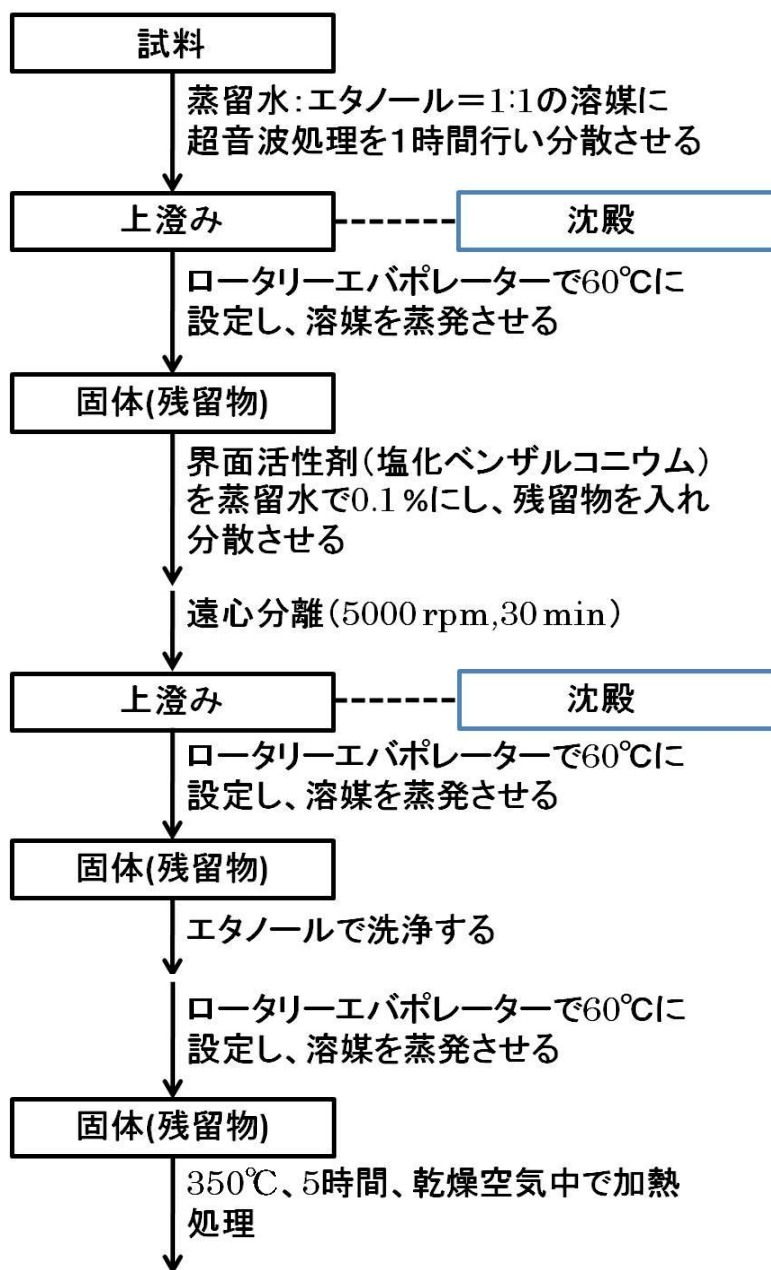 試料
蒸留水：エタノール＝1:1の溶媒に
超音波処理を1時間行い分散させる
上澄み
沈殿
ロータリーエバポレーターで60℃に
設定し、溶媒を蒸発させる
固体(残留物)
界面活性剤（塩化ベンザルコニウム）
を蒸留水で0.1％にし、残留物を入れ
分散させる
遠心分離（5000 rpm,30 min）
上澄み
沈殿
ロータリーエバポレーターで60℃に
設定し、溶媒を蒸発させる
固体(残留物)
エタノールで洗浄する
ロータリーエバポレーターで60℃に
設定し、溶媒を蒸発させる
固体(残留物)
350℃、5時間、乾燥空気中で加熱
処理